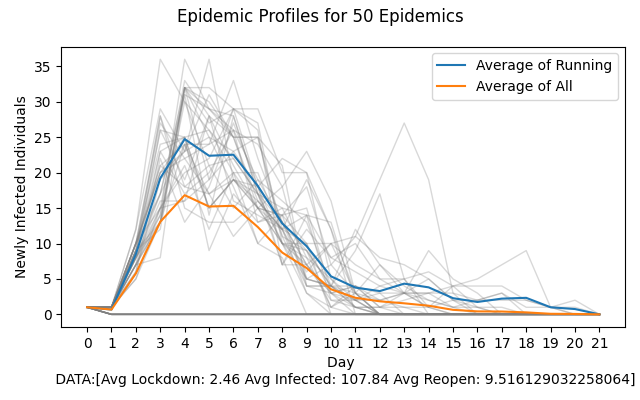 Epidemic Profiles for 50 Epidemics
Average of Running
Average of All
Newly Infected Individuals
35
30
25
20
15
10
5
0
0 1 2 3 4 5 6 7 8 9 10 11 12 13 14 15 16 17 18 19 20 21
Day
DATA:[Avg Lockdown: 2.46 Avg Infected: 107.84 Avg Reopen: 9.516129032258064]